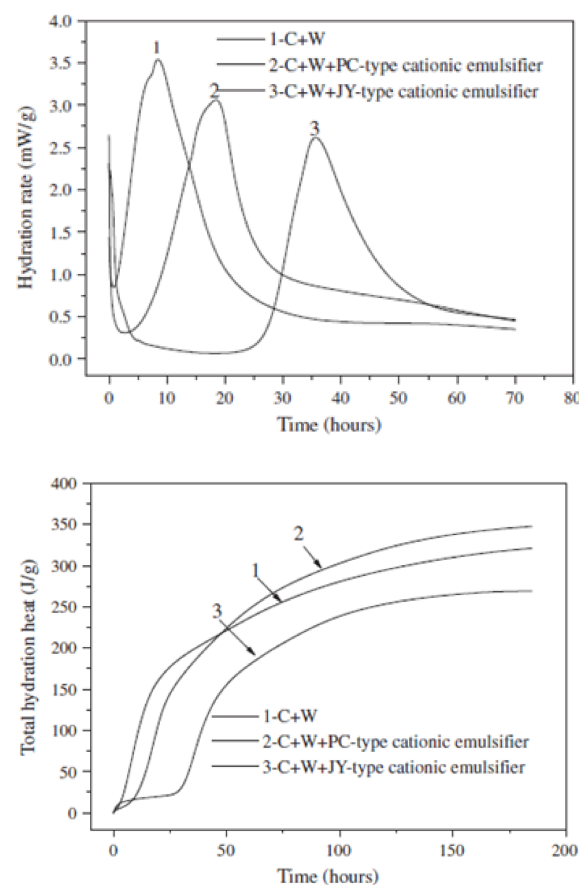 4.0
3.5
3.0
2.5
2.0
1.5
1.0
0.5
0.0
Hydration rate (mW/g)
1
2
3
1-C+W
2-C+W+PC-type cationic emulsifier
3-C+W+JY-type cationic emulsifier
0 10 20 30 40 50 60 70 80
Time (hours)
400
350
300
250
200
150
100
50
0
Total hydration heat (J/g)
2
1
3
1-C+W
2-C+W+PC-type cationic emulsifier
3-C+W+JY-type cationic emulsifier
0 50 100 150 200
Time (hours)